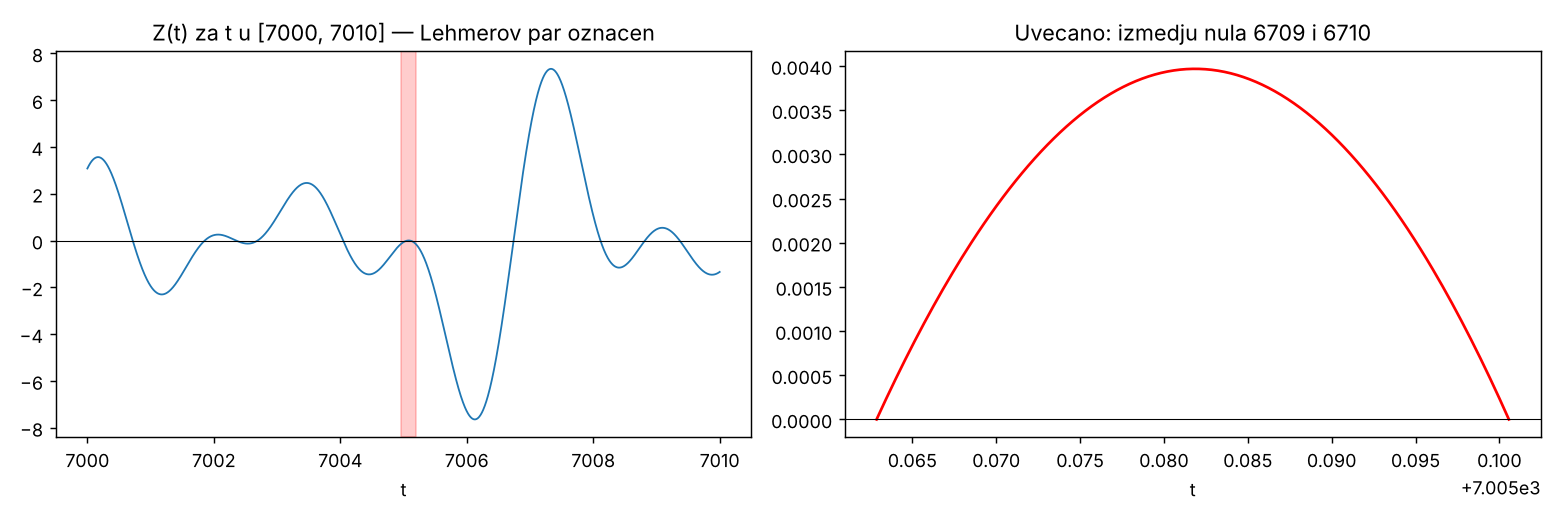 Z(t) za t u [7000, 7010] — Lehmerov par oznacen
8
6
4
2
0
−2
−4
−6
−8
7000 7002 7004 7006 7008 7010
t
Uvecano: izmedju nula 6709 i 6710
0.0040
0.0035
0.0030
0.0025
0.0020
0.0015
0.0010
0.0005
0.0000
0.065 0.070 0.075 0.080 0.085 0.090 0.095 0.100
t
+7.005e3